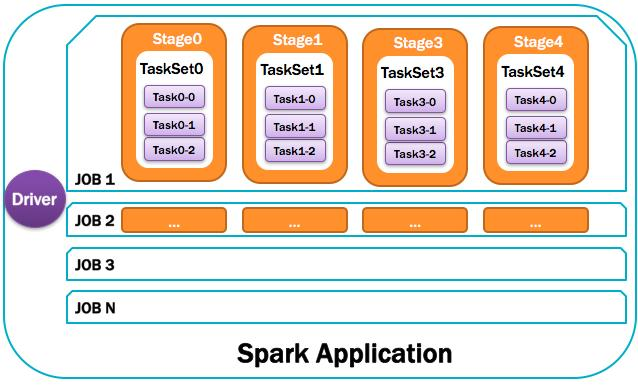 Stage0
Stage1
Stage3
Stage4
TaskSet0
TaskSet1
TaskSet3
TaskSet4
Task0-0
Task1-0
Task3-0
Task4-0
Task0-1
Task1-1
Task3-1
Task4-1
Task0-2
Task1-2
Task3-2
Task4-2
JOB 1
Driver
JOB 2
...
...
...
...
JOB 3
JOB N
Spark Application